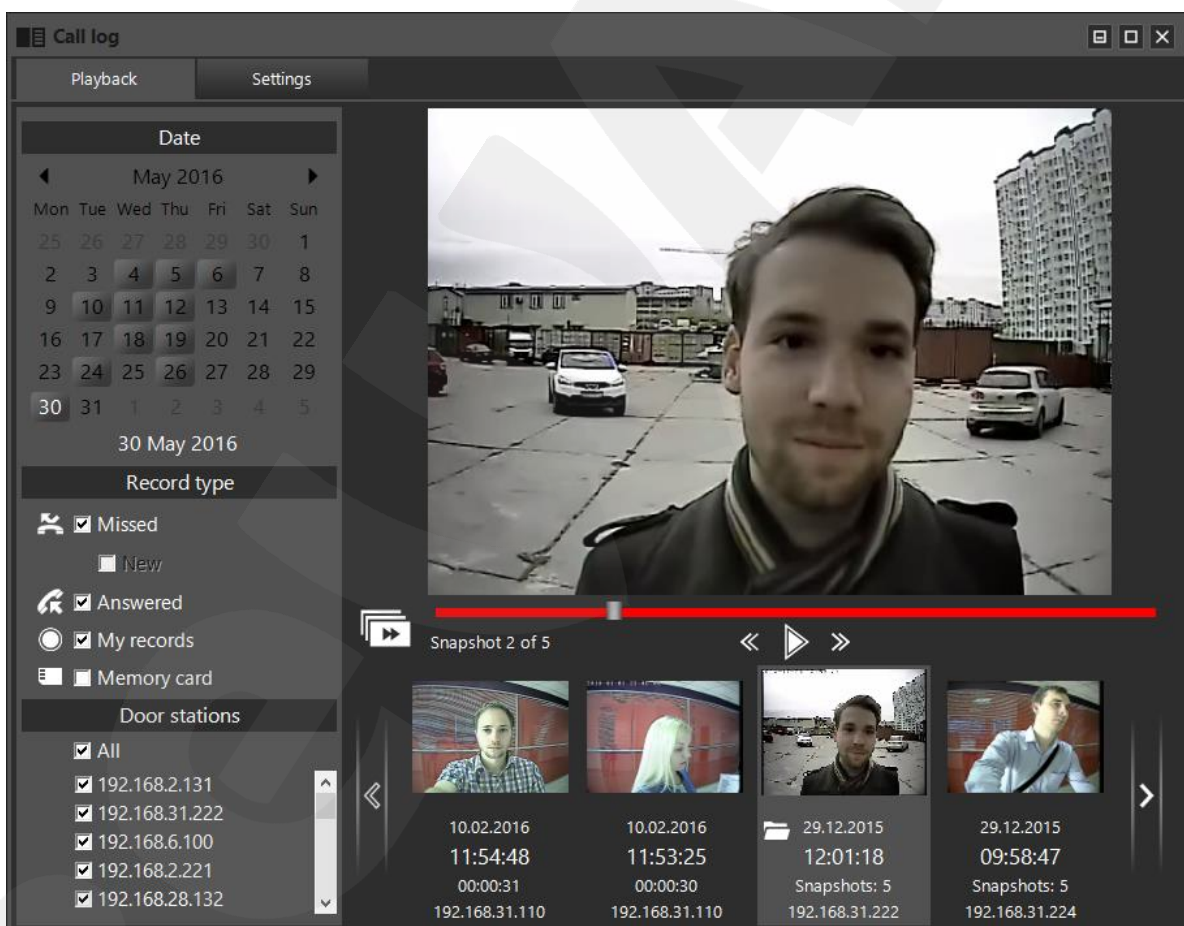 Call log
Playback Settings
Date
May 2016
Mon Tue Wed Thu Fri Sat Sun
25 26 27 28 29 30 1
2 3 4 5 6 7 8
9 10 11 12 13 14 15
16 17 18 19 20 21 22
23 24 25 26 27 28 29
30 31 1 2 3 4 5
30 May 2016
Record type
Missed
New
Answered
My records
Memory card
Door stations
All
192.168.2.131
192.168.31.222
192.168.6.100
192.168.2.221
192.168.28.132
Snapshot 2 of 5
10.02.2016 10.02.2016 29.12.2015 29.12.2015
11:54:48 11:53:25 12:01:18 09:58:47
00:00:31 00:00:30 Snapshots: 5 Snapshots: 5
192.168.31.110 192.168.31.110 192.168.31.222 192.168.31.224